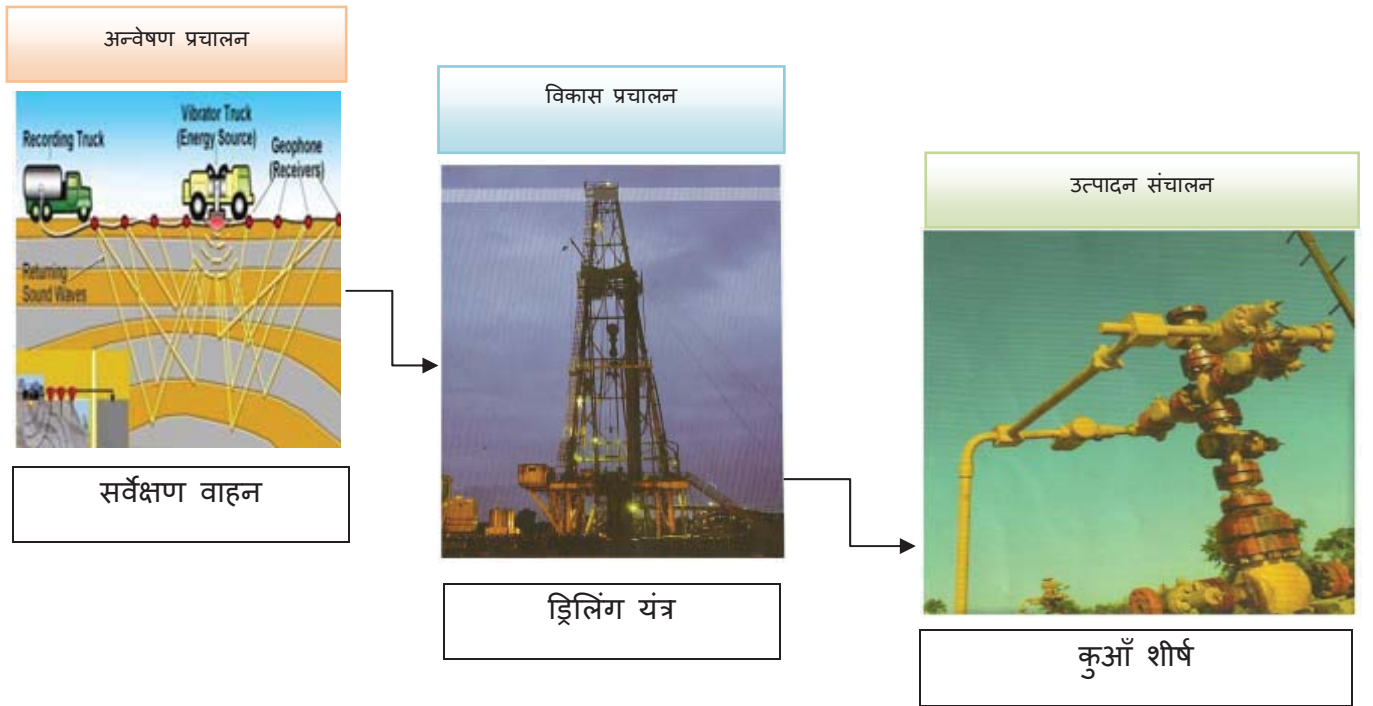 अन्वेषण प्रचालन
Recording Truck
Vibrator Truck
(Energy Source)
Geophone
(Receivers)
Returning
Sound Waves
सर्वेक्षण वाहन
विकास प्रचालन
ड्रिलिंग यंत्र
उत्पादन संचालन
कुआँ शीर्ष